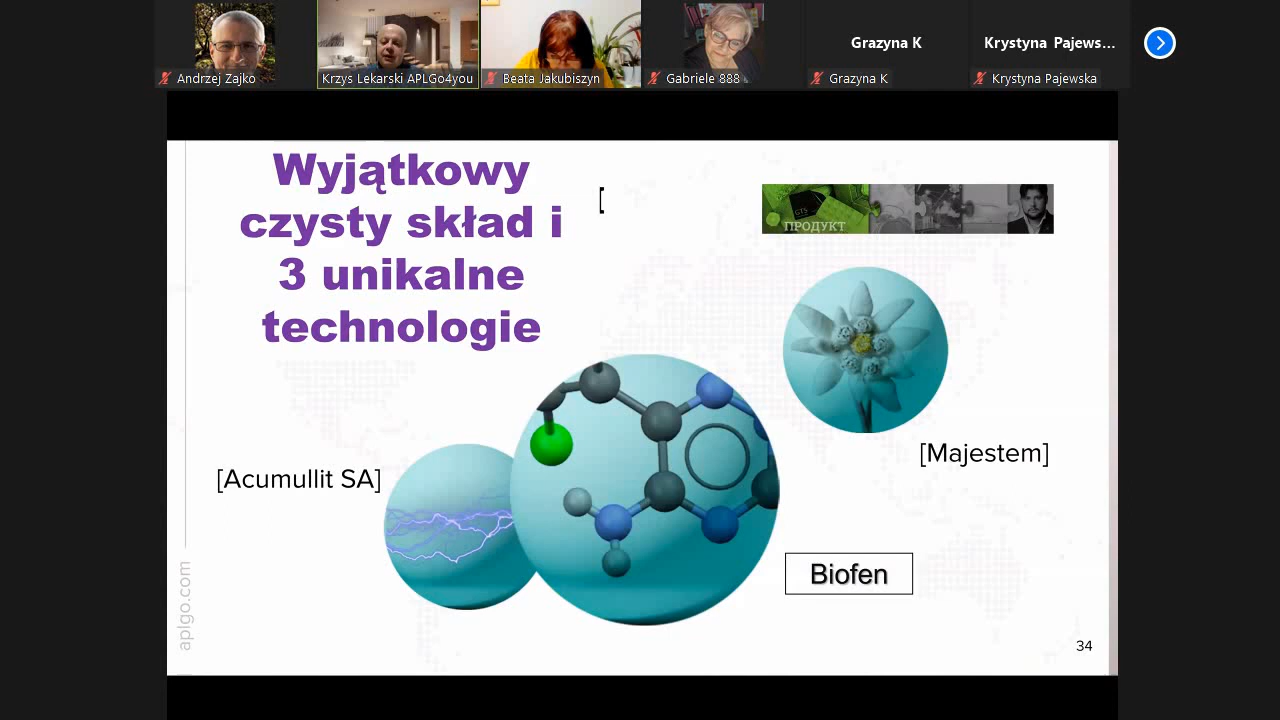 Grazyna K
Krystyna Pajews...
Andrzej Zajko
Krzys Lekarski APLGo4you
Beata Jakubiszyn
Gabriele 888
Grazyna K
Krystyna Pajewska
Wyjątkowy
czysty skład i
3 unikalne
technologie
[
GTS
ПРОДУКТ
[Majestem]
[Acumullit SA]
Biofen
aplgo.com
34